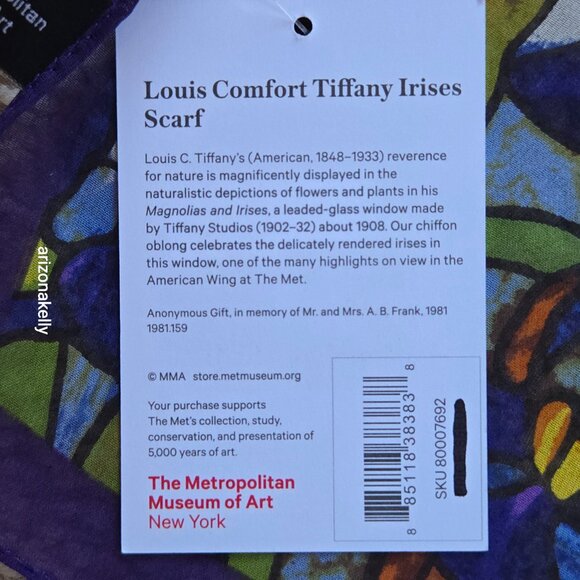 politan
Art
Louis Comfort Tiffany Irises
Scarf
Louis C. Tiffany's (American, 1848–1933) reverence
for nature is magnificently displayed in the
naturalistic depictions of flowers and plants in his
Magnolias and Irises, a leaded-glass window made
by Tiffany Studios (1902–32) about 1908. Our chiffon
oblong celebrates the delicately rendered irises in
this window, one of the many highlights on view in the
American Wing at The Met.
Anonymous Gift, in memory of Mr. and Mrs. A. B. Frank, 1981
1981.159
© MMA store.metmuseum.org
Your purchase supports
The Met's collection, study,
conservation, and presentation of
5,000 years of art.
The Metropolitan
Museum of Art
New York
8 85118 38383 8
SKU 80007692
arizonakelly